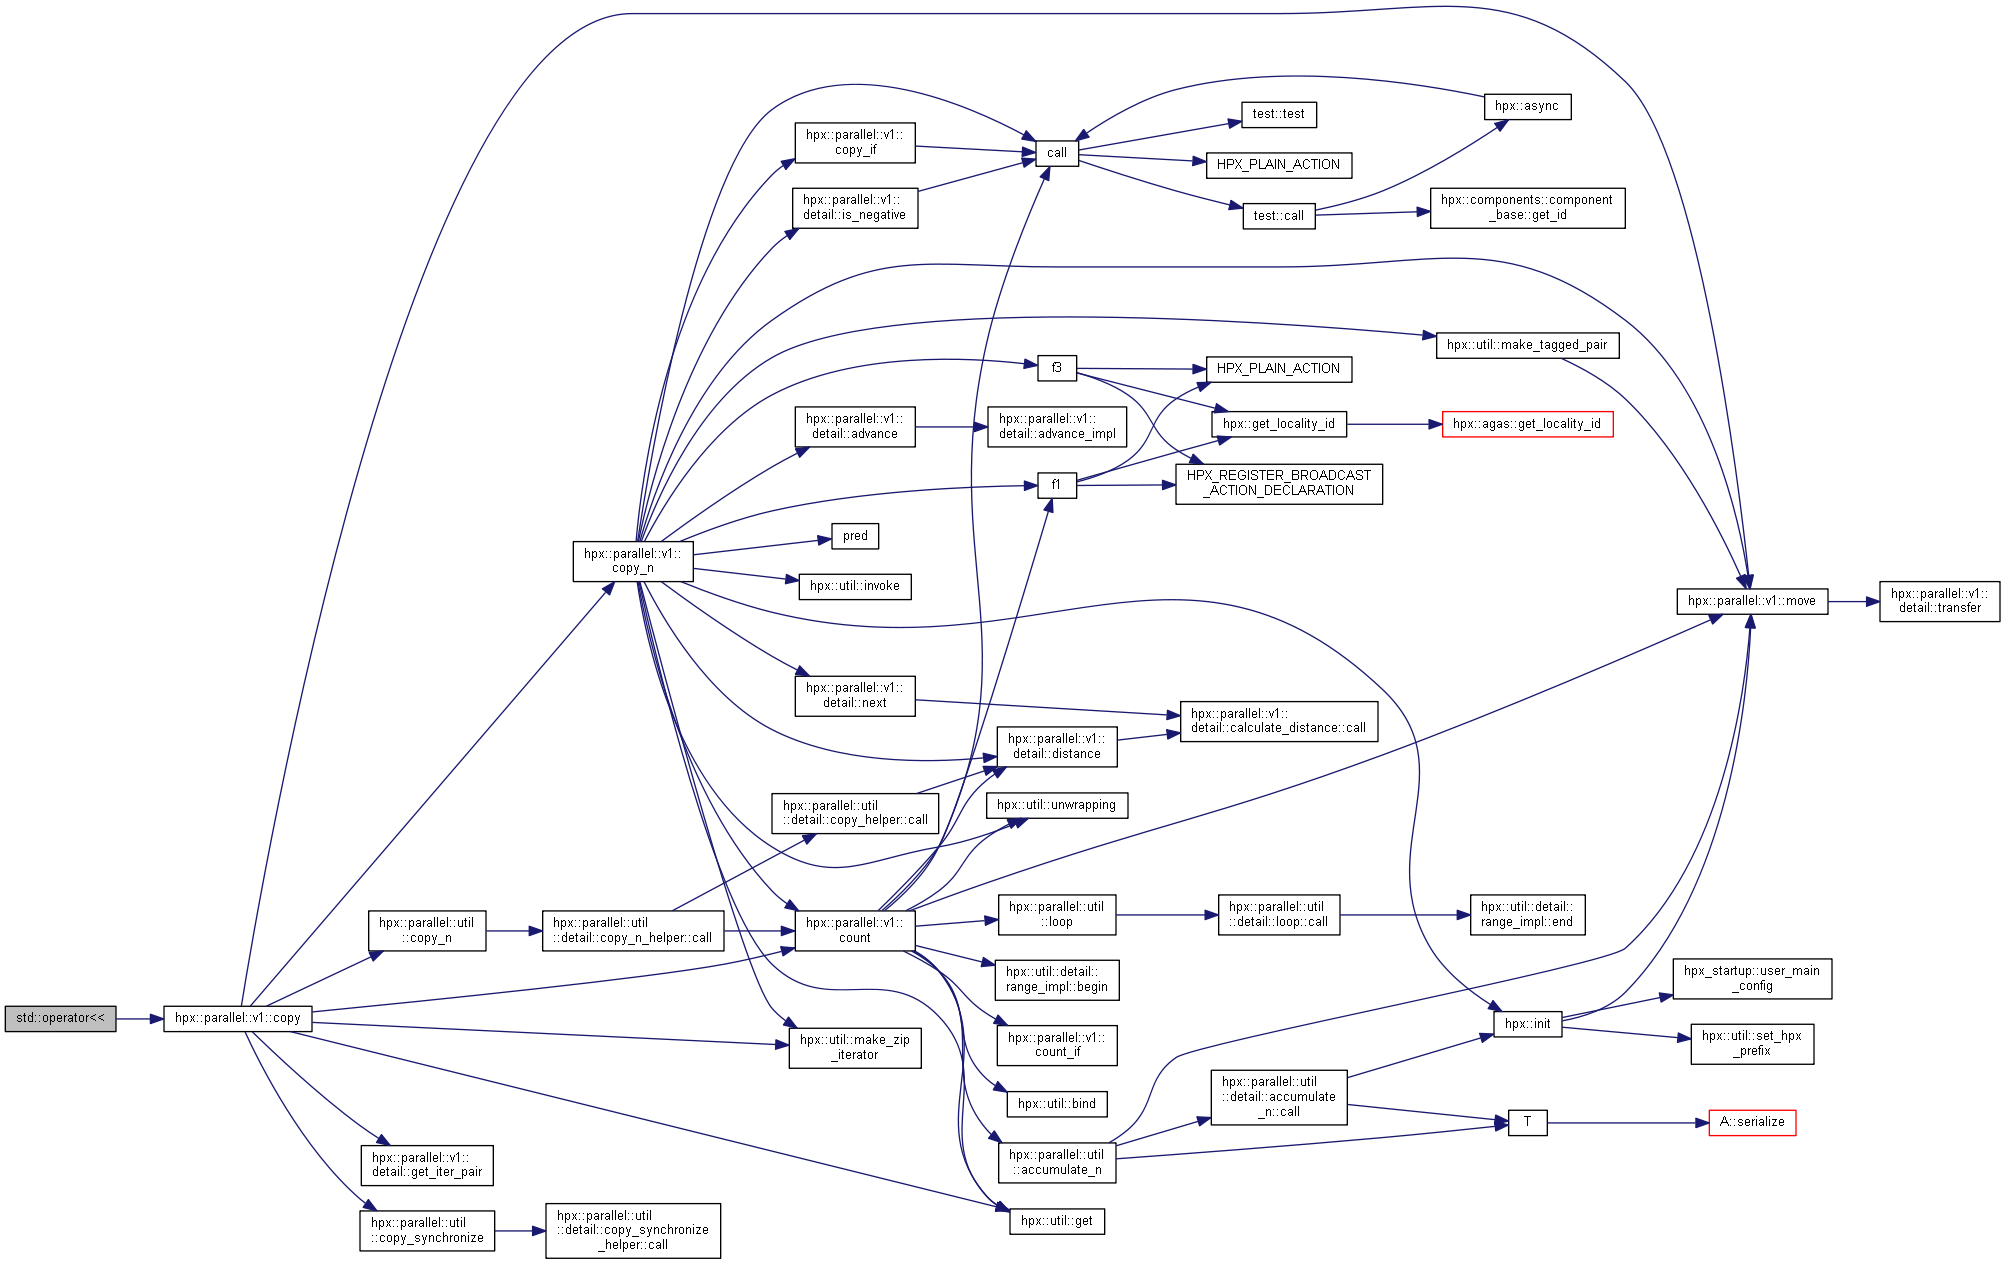 std::operator<<
hpx::parallel::v1::copy
hpx::parallel::v1::
copy_n
hpx::parallel::util
::copy_n
hpx::parallel::v1::
detail::get_iter_pair
hpx::parallel::util
::copy_synchronize
hpx::parallel::util
::detail::copy_n_helper::call
hpx::parallel::util
::detail::copy_synchronize
_helper::call
hpx::parallel::v1::
copy_if
hpx::parallel::v1::
detail::is_negative
hpx::parallel::v1::
detail::advance
pred
hpx::util::invoke
hpx::parallel::v1::
detail::next
hpx::parallel::util
::detail::copy_helper::call
hpx::parallel::v1::
count
hpx::util::make_zip
_iterator
call
f3
hpx::parallel::v1::
detail::advance_impl
f1
hpx::parallel::v1::
detail::distance
hpx::util::unwrapping
hpx::parallel::util
::loop
hpx::util::detail::
range_impl::begin
hpx::parallel::v1::
count_if
hpx::util::bind
hpx::parallel::util
::accumulate_n
hpx::util::get
test::test
HPX_PLAIN_ACTION
test::call
HPX_PLAIN_ACTION
hpx::get_locality_id
HPX_REGISTER_BROADCAST
_ACTION_DECLARATION
hpx::parallel::v1::
detail::calculate_distance::call
hpx::parallel::util
::detail::loop::call
hpx::parallel::util
::detail::accumulate
_n::call
hpx::async
hpx::components::component
_base::get_id
hpx::util::make_tagged_pair
hpx::agas::get_locality_id
hpx::util::detail::
range_impl::end
hpx::init
T
hpx::parallel::v1::move
hpx_startup::user_main
_config
hpx::util::set_hpx
_prefix
A::serialize
hpx::parallel::v1::
detail::transfer